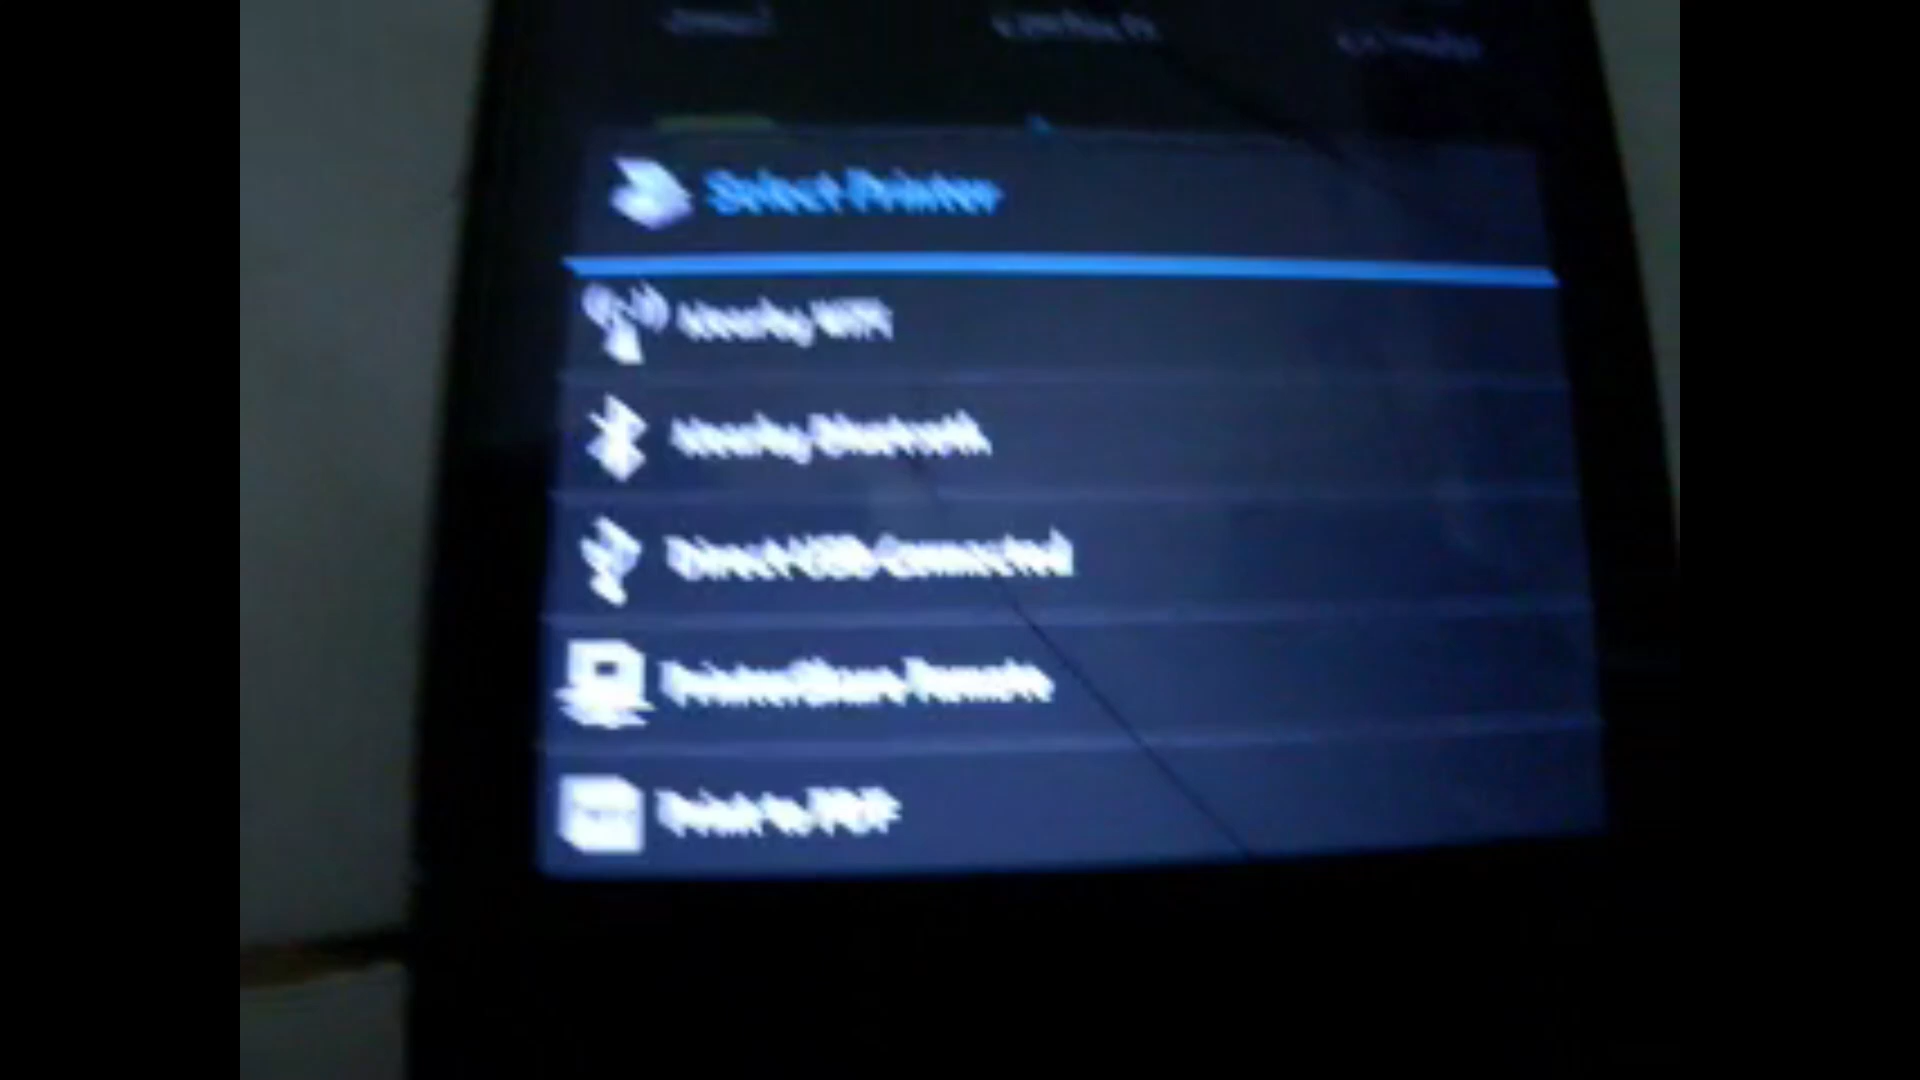 Select Printer
Nearby WiFi
Nearby Bluetooth
Direct USB Connected
PrinterShare Remote
Print to PDF